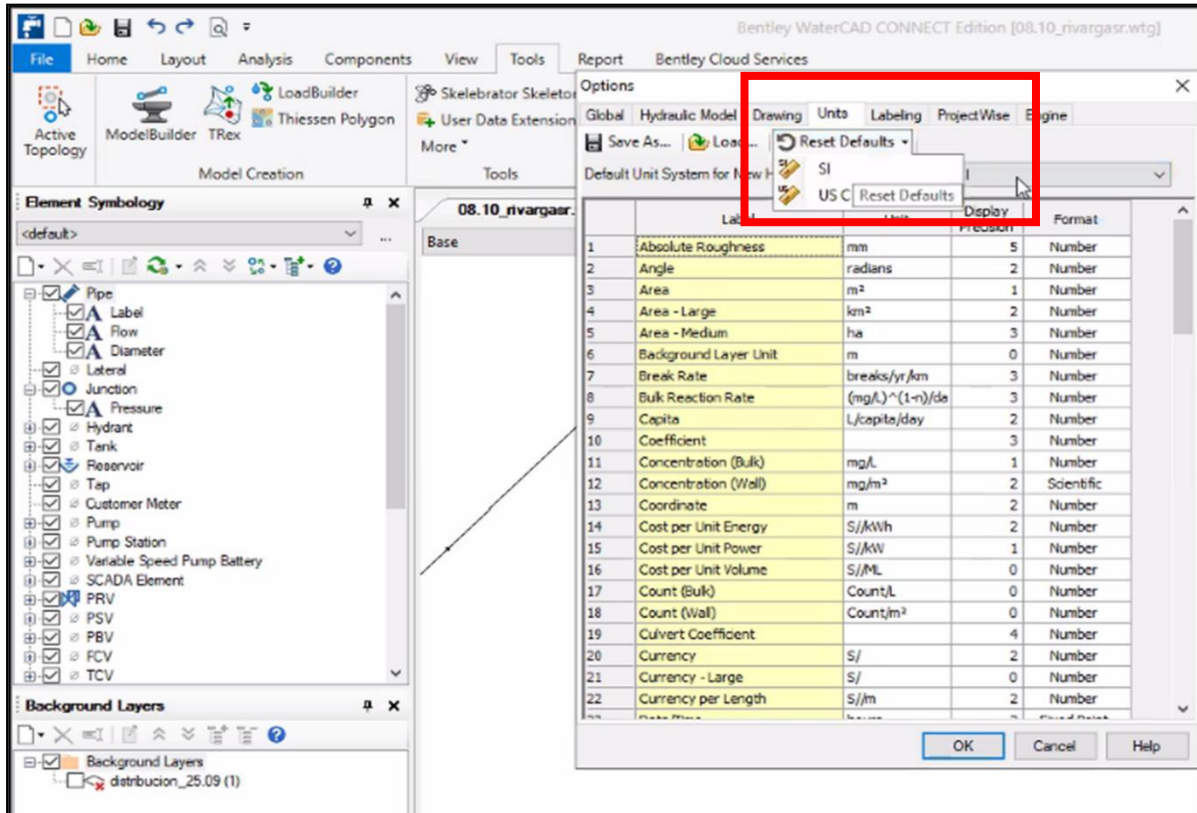 Bentley WaterCAD CONNECT Edition [08.10_rivargasr.wtg]
File Home Layout Analysis Components View Tools Report Bentley Cloud Services
Active Topology
ModelBuilder
TRex
LoadBuilder
Thiessen Polygon
Model Creation
Skelebrator Skeleto
User Data Extension
More
Tools
Element Symbology
<default>
...
Pipe
Label
Flow
Diameter
Lateral
Junction
Pressure
Hydrant
Tank
Reservoir
Tap
Customer Meter
Pump
Pump Station
Variable Speed Pump Battery
SCADA Element
PRV
PSV
PBV
FCV
TCV
Background Layers
Background Layers
distribucion_25.09 (1)
08.10_rivargasr.
Base
Options
Global Hydraulic Model Drawing Units Labeling ProjectWise Engine
Save As... Load... Reset Defaults
SI
US C Reset Defaults
Default Unit System for New H
Label Unit Display Precision Format
1 Absolute Roughness mm 5 Number
2 Angle radians 2 Number
3 Area m² 1 Number
4 Area - Large km² 2 Number
5 Area - Medium ha 3 Number
6 Background Layer Unit m 0 Number
7 Break Rate breaks/yr/km 3 Number
8 Bulk Reaction Rate (mg/L)^(1-n)/da 3 Number
9 Capita L/capita/day 2 Number
10 Coefficient 3 Number
11 Concentration (Bulk) mg/L 1 Number
12 Concentration (Wall) mg/m² 2 Scientific
13 Coordinate m 2 Number
14 Cost per Unit Energy S//kWh 2 Number
15 Cost per Unit Power S//kW 1 Number
16 Cost per Unit Volume S//ML 0 Number
17 Count (Bulk) Count/L 0 Number
18 Count (Wall) Count/m² 0 Number
19 Culvert Coefficient 4 Number
20 Currency S/ 2 Number
21 Currency - Large S/ 0 Number
22 Currency per Length S//m 2 Number
OK Cancel Help